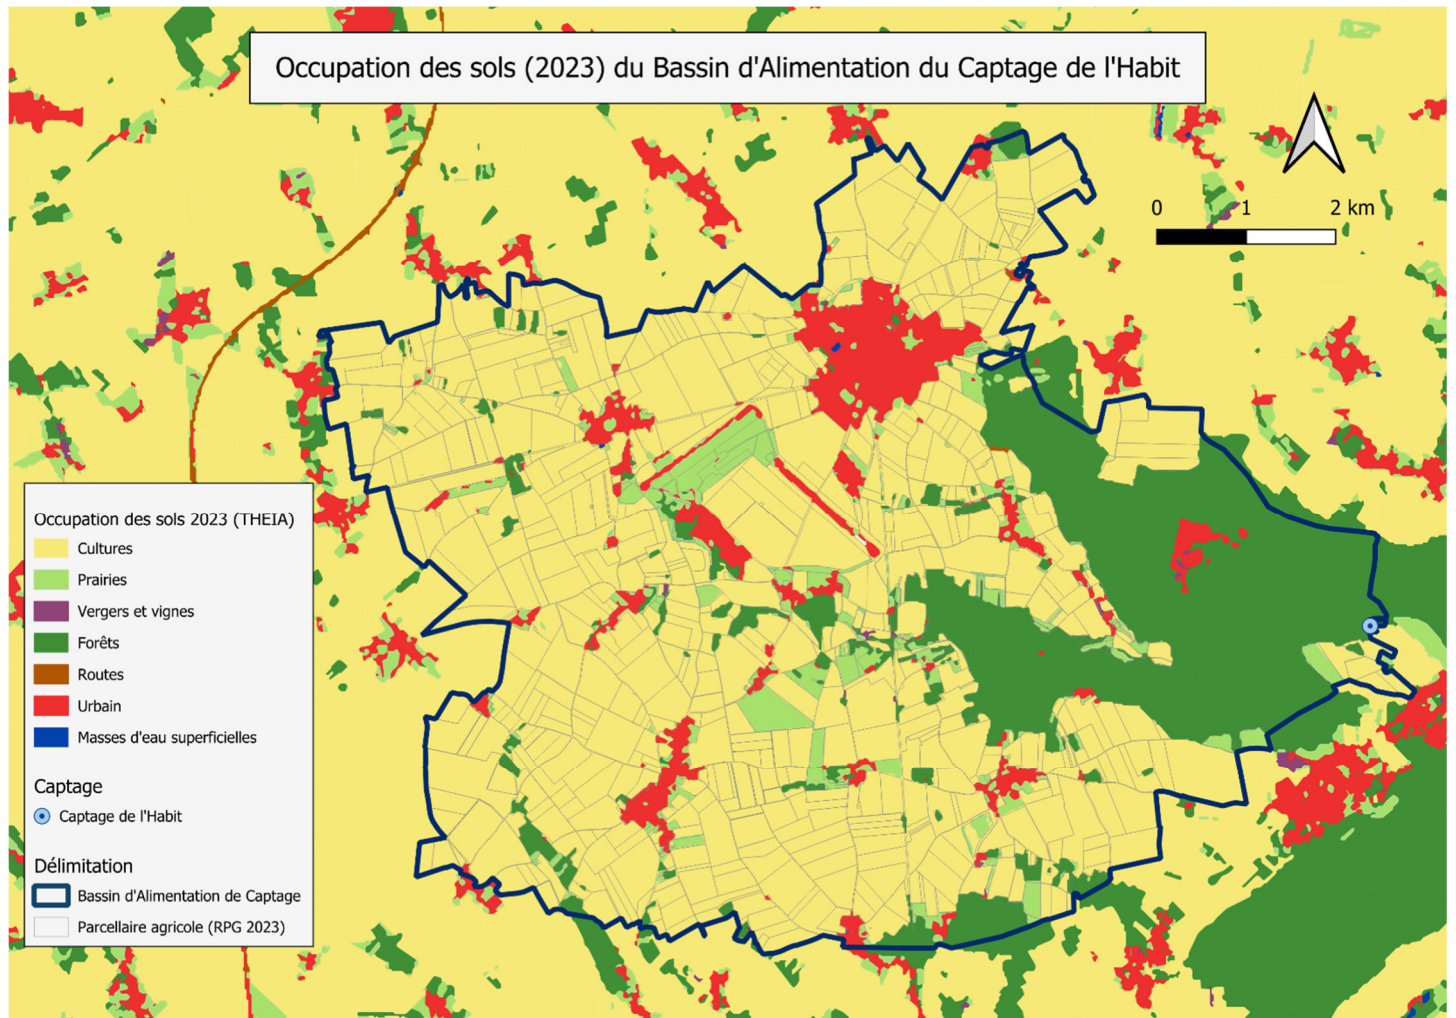 Occupation des sols (2023) du Bassin d'Alimentation du Captage de l'Habit
0 1 2 km
Occupation des sols 2023 (THEIA)
Cultures
Prairies
Vergers et vignes
Forêts
Routes
Urbain
Masses d'eau superficielles
Captage
Captage de l'Habit
Délimitation
Bassin d'Alimentation de Captage
Parcellaire agricole (RPG 2023)